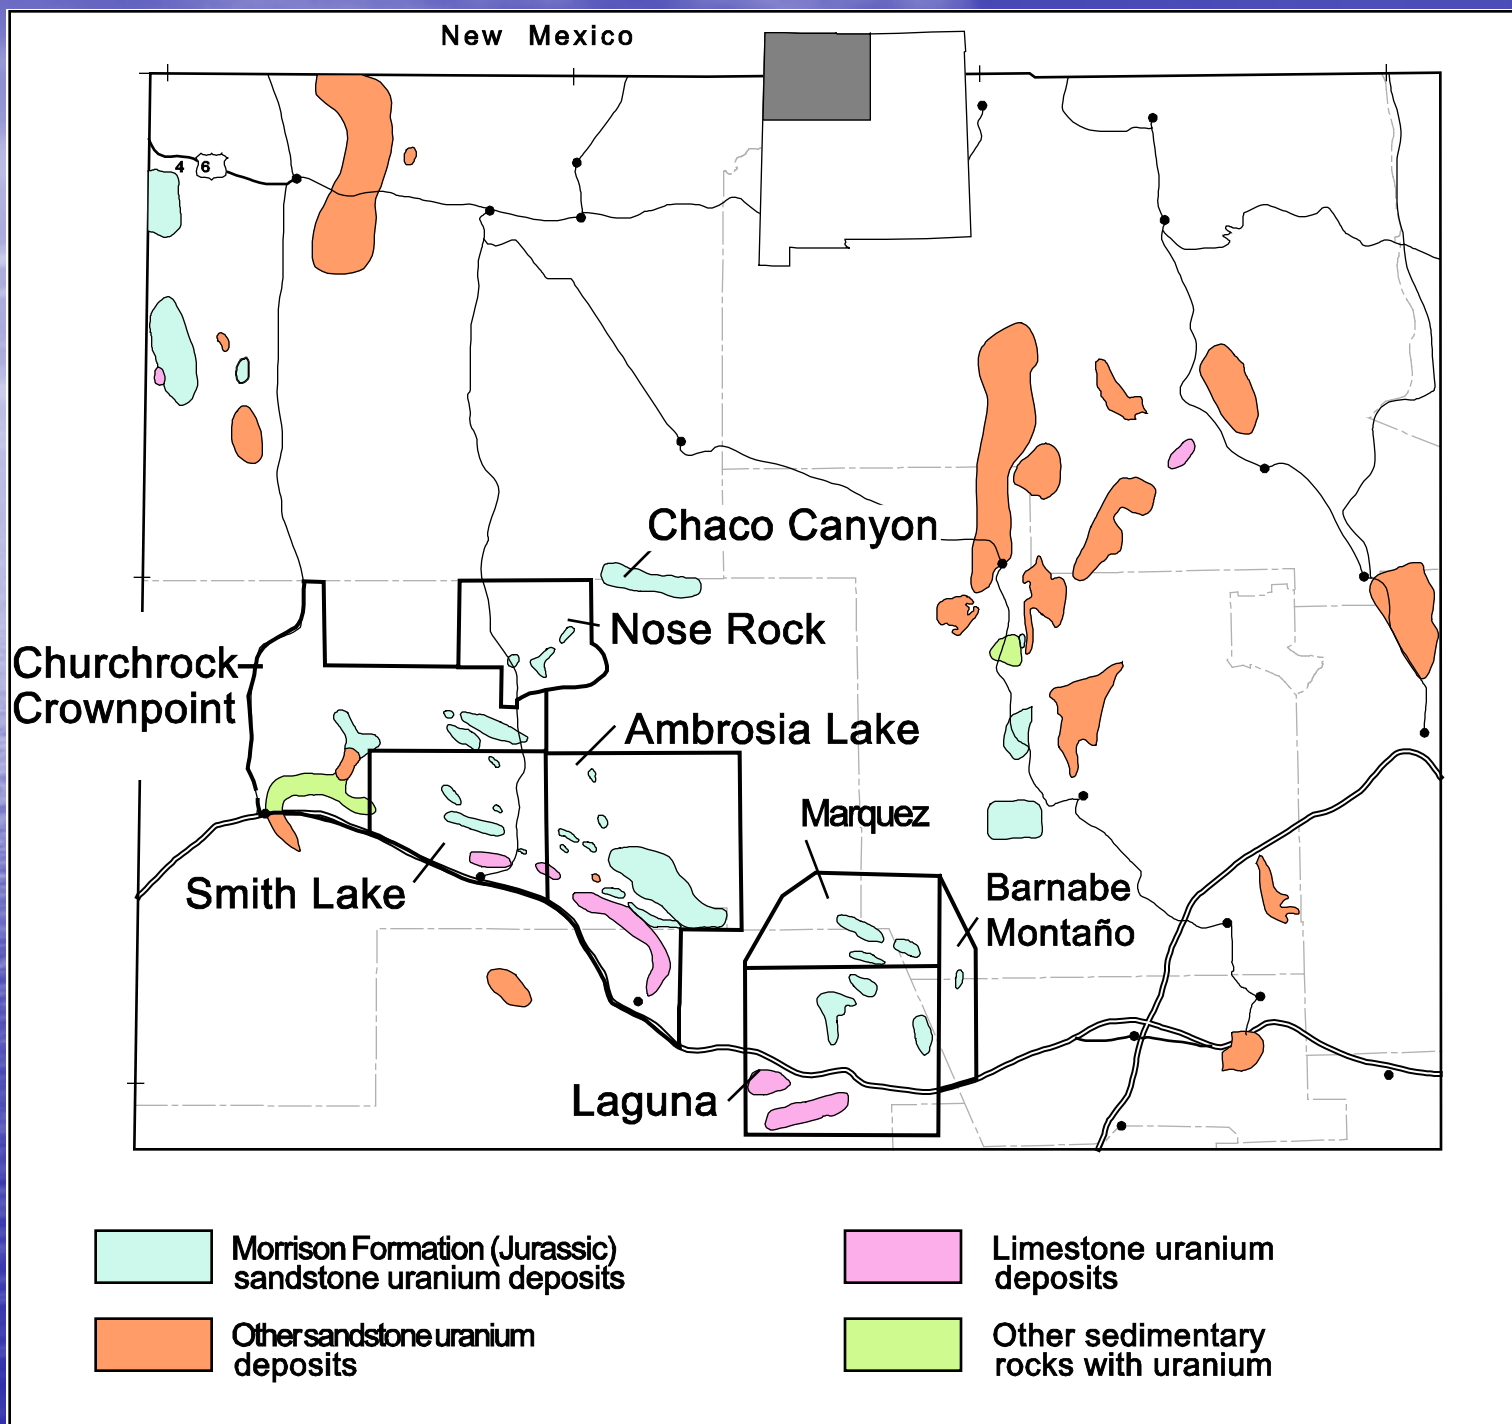 New Mexico
4 6
Chaco Canyon
Nose Rock
Churchrock
Crownpoint
Ambrosia Lake
Marquez
Smith Lake
Barnabe
Montaño
Laguna
Morrison Formation (Jurassic)
sandstone uranium deposits
Other sandstone uranium
deposits
Limestone uranium
deposits
Other sedimentary
rocks with uranium